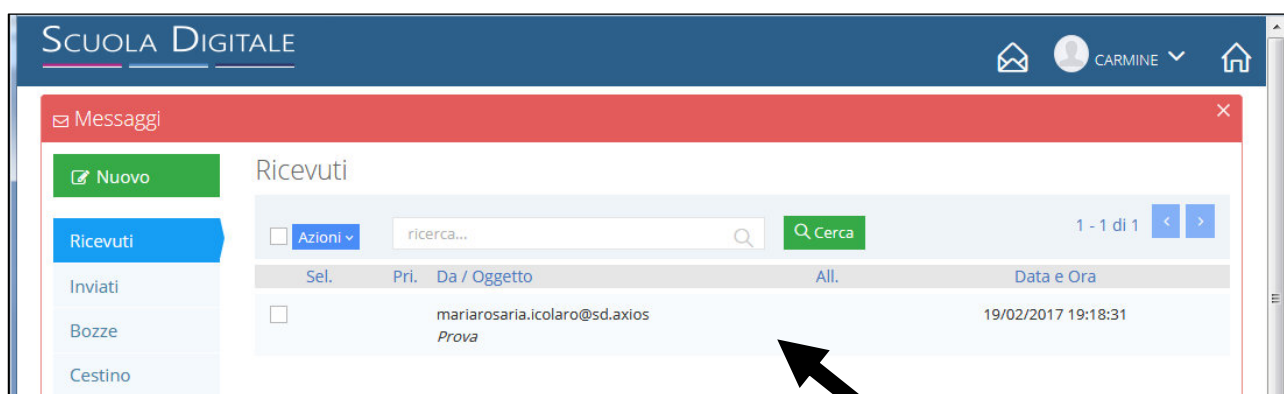 SCUOLA DIGITALE
CARMINE
Messaggi
Nuovo
Ricevuti
Ricevuti
Azioni
ricerca...
Cerca
1 - 1 di 1
Sel. Pri. Da / Oggetto All. Data e Ora
mariarosaria.icolaro@sd.axios 19/02/2017 19:18:31
Prova
Inviati
Bozze
Cestino